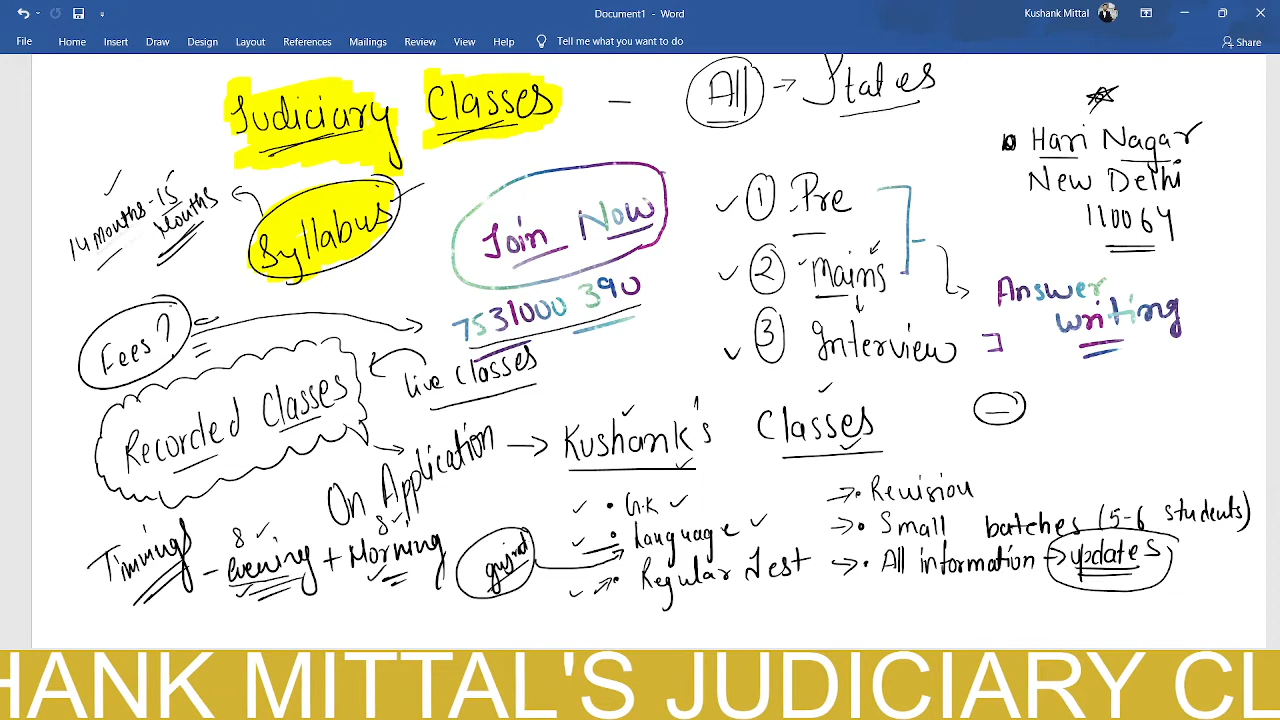 Document1 - Word
Kushank Mittal
File Home Insert Draw Design Layout References Mailings Review View Help Tell me what you want to do Share
Judiciary Classes - All → States
Hari Nagar
New Delhi
110064
14 months - 15
Months
Syllabus
Join Now
7531000 390
① Pre
② Mains
③ Interview
Answer
writing
Fees?
live classes
Recorded Classes
On Application → Kushank's Classes
Timings - evening 8 + Morning 8
gujrat
• G.K
• Language
• Regular Test
→ • Revision
→ • Small batches (5-6 students)
→ • All information → updates
HANK MITTAL'S JUDICIARY CL